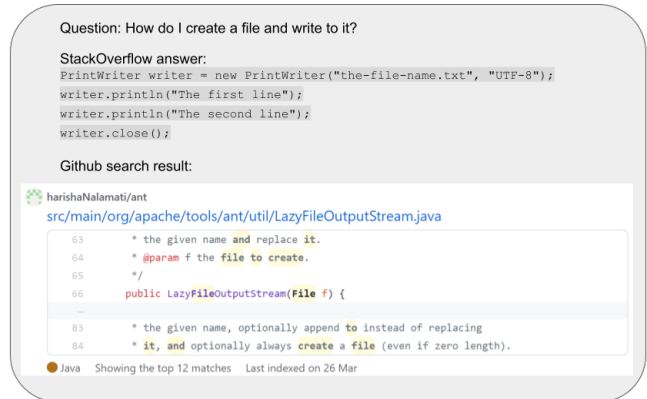 Question: How do I create a file and write to it?
StackOverflow answer:
PrintWriter writer = new PrintWriter("the-file-name.txt", "UTF-8");
writer.println("The first line");
writer.println("The second line");
writer.close();
Github search result:
harishaNalamati/ant
src/main/org/apache/tools/ant/util/LazyFileOutputStream.java
63 * the given name and replace it.
64 * @param f the file to create.
65 */
66 public LazyFileOutputStream(File f) {
…
83 * the given name, optionally append to instead of replacing
84 * it, and optionally always create a file (even if zero length).
Java Showing the top 12 matches Last indexed on 26 Mar